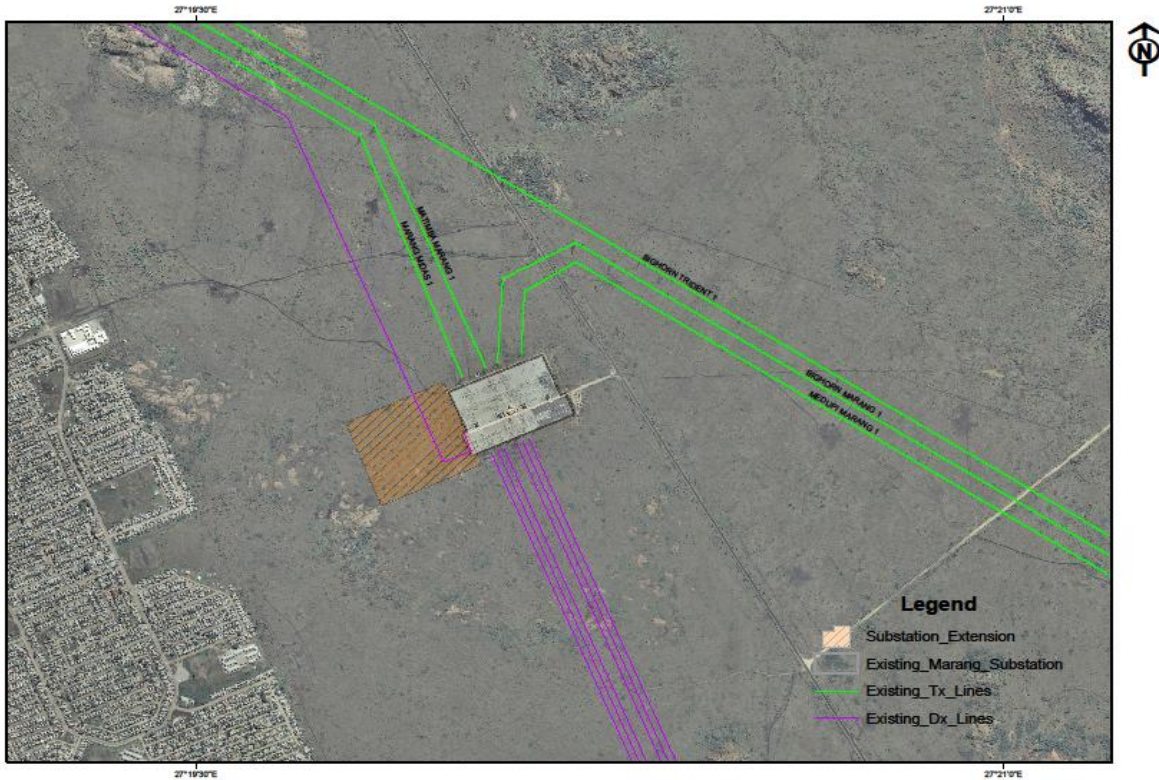 27°19'30"E
27°21'0"E
N
MATIMBA MARANG 1
MARANG MIDAS 1
BIGHORN TRIDENT 1
BIGHORN MARANG 1
MEDUPI MARANG 1
Legend
Substation_Extension
Existing_Marang_Substation
Existing_Tx_Lines
Existing_Dx_Lines
27°19'30"E
27°21'0"E